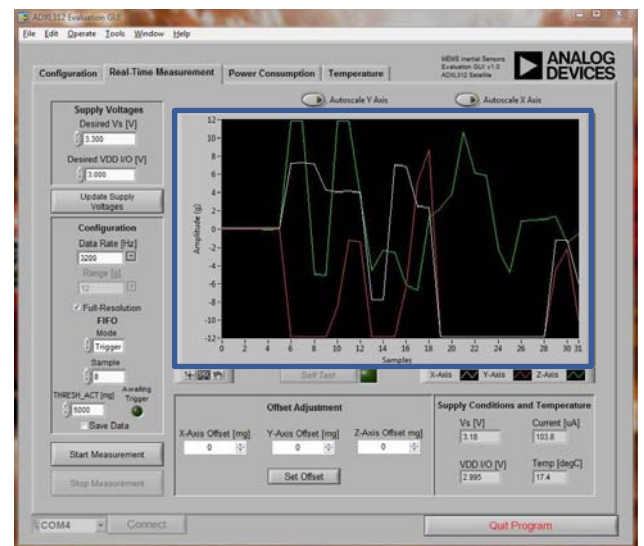 ADXL312 Evaluation GUI
File Edit Operate Tools Window Help
MEMS Inertial Sensors
Evaluation GUI v1.0
ADXL312 Satellite
ANALOG
DEVICES
Configuration Real-Time Measurement Power Consumption Temperature
Autoscale Y Axis Autoscale X Axis
Supply Voltages
Desired Vs [V]
3.300
Desired VDD I/O [V]
3.000
Update Supply
Voltages
Configuration
Data Rate [Hz]
3200
Range [g]
12
Full-Resolution
FIFO
Mode
Trigger
Sample
8
THRESH_ACT [mg] Awaiting
Trigger
5000
Save Data
Start Measurement
Stop Measurement
Amplitude (g)
12
10
8
6
4
2
0
-2
-4
-6
-8
-10
-12
0 2 4 6 8 10 12 14 16 18 20 22 24 26 28 30 31
Samples
Self Test
X-Axis Y-Axis Z-Axis
Offset Adjustment
X-Axis Offset [mg] Y-Axis Offset [mg] Z-Axis Offset mg]
0 0 0
Set Offset
Supply Conditions and Temperature
Vs [V] Current [uA]
3.18 103.8
VDD I/O [V] Temp [degC]
2.995 17.4
COM4 Connect Quit Program